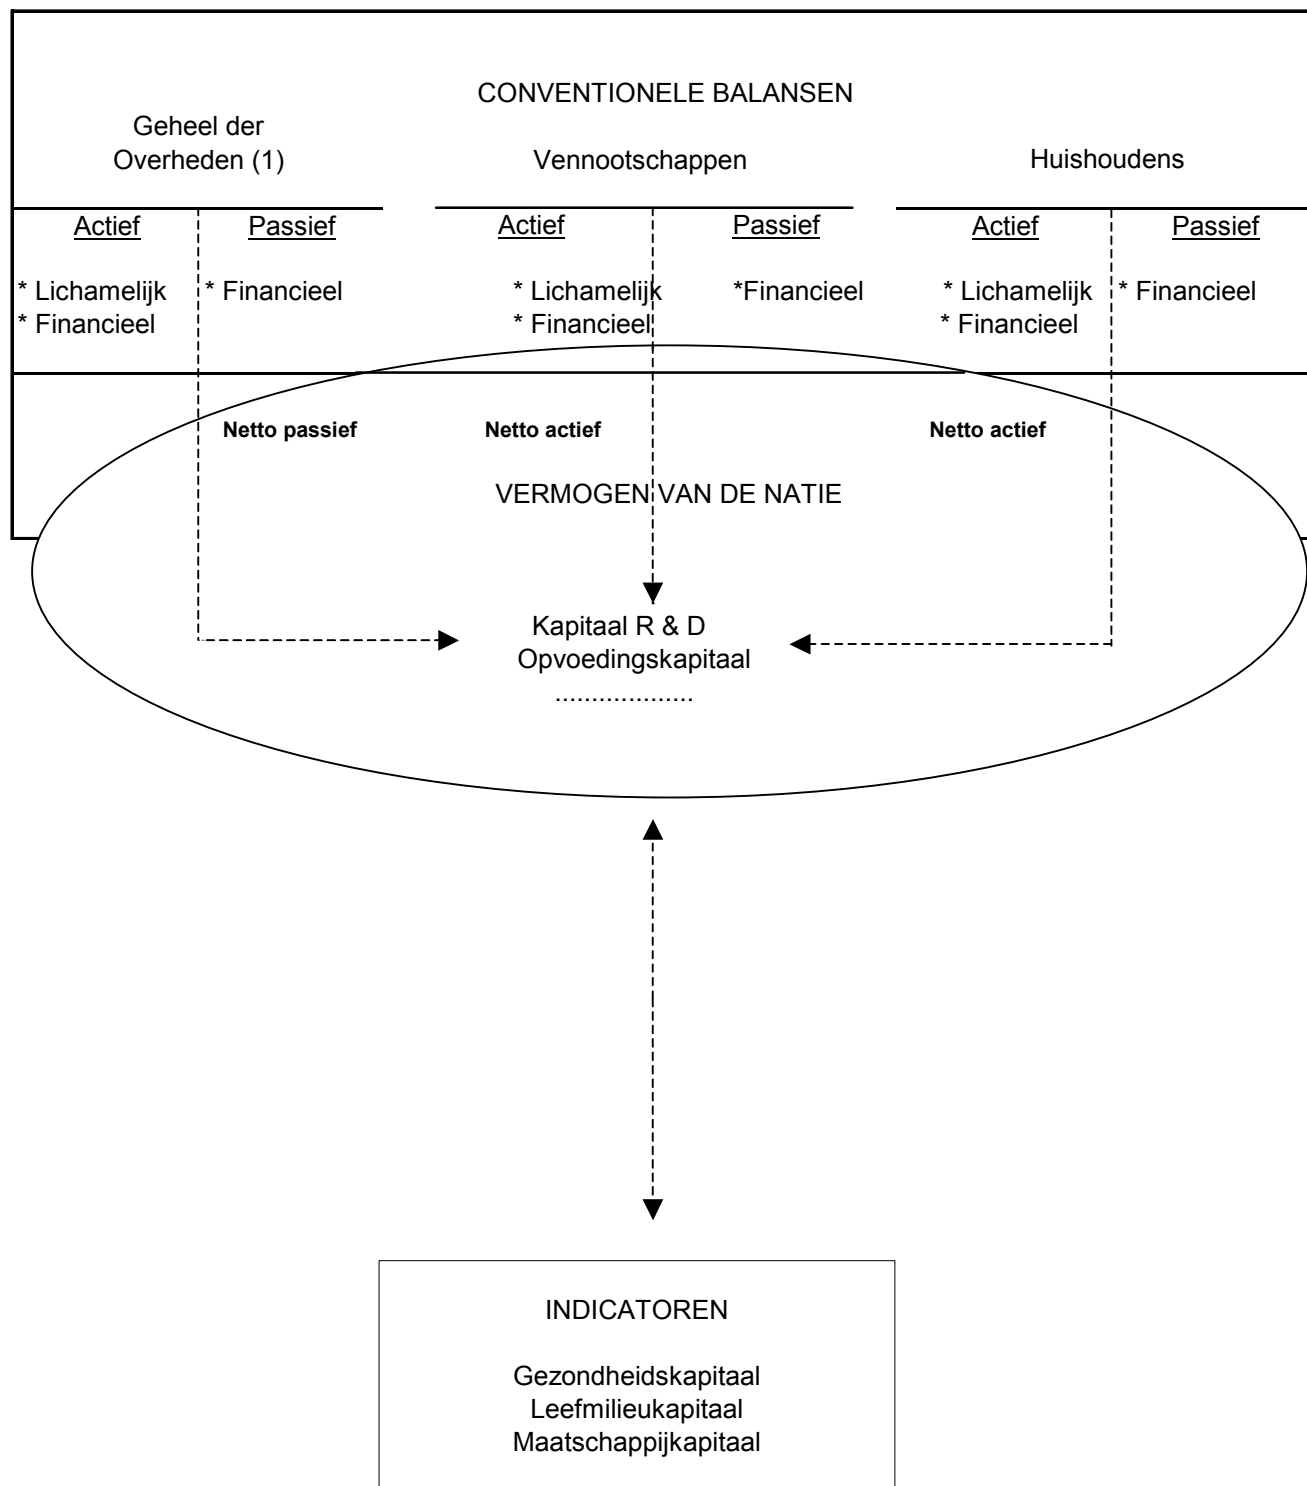 CONVENTIONELE BALANSEN
Geheel der
Overheden (1)
Vennootschappen
Huishoudens
Actief Passief Actief Passief Actief Passief
* Lichamelijk * Financieel * Lichamelijk *Financieel * Lichamelijk * Financieel
* Financieel * Financieel * Financieel
Netto passief Netto actief Netto actief
VERMOGEN VAN DE NATIE
Kapitaal R & D
Opvoedingskapitaal
...................
INDICATOREN
Gezondheidskapitaal
Leefmilieukapitaal
Maatschappijkapitaal